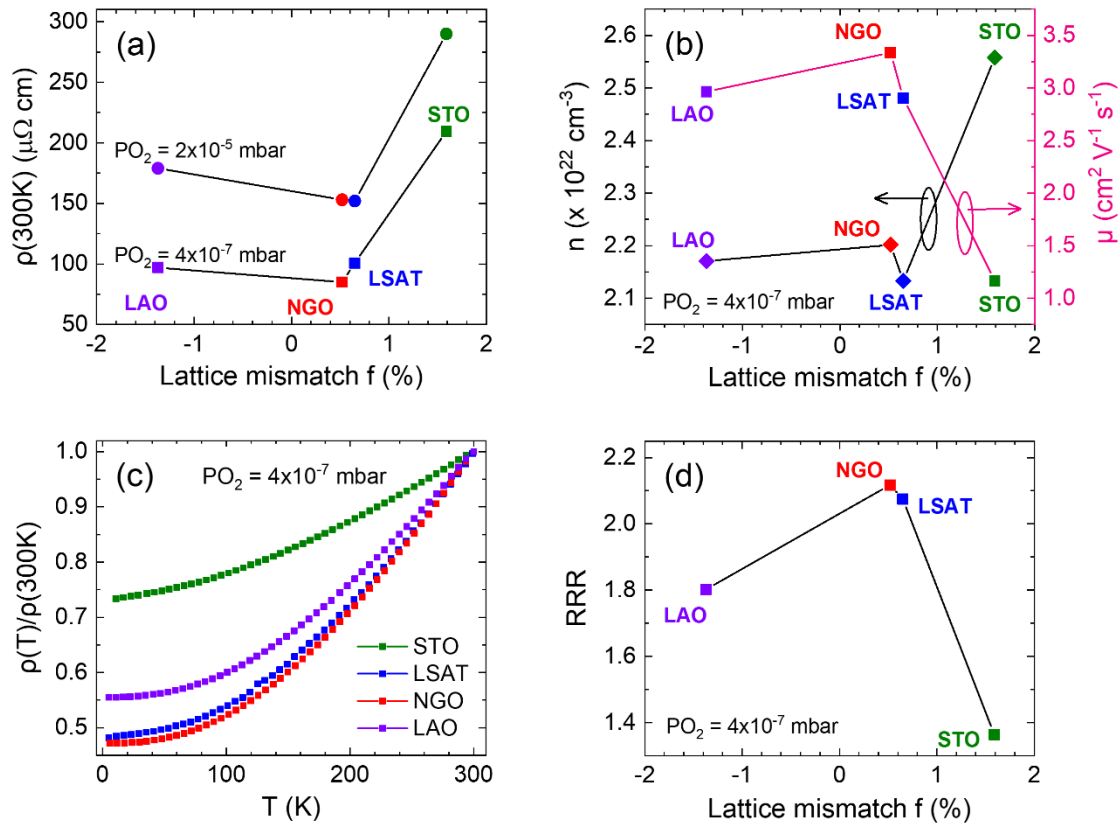 (a)
300
250
200
150
100
50
ρ(300K) (μΩ cm)
PO2 = 2x10-5 mbar
PO2 = 4x10-7 mbar
STO
LSAT
NGO
LAO
-2 -1 0 1 2
Lattice mismatch f (%)
(b)
2.6
2.5
2.4
2.3
2.2
2.1
n (x 1022 cm-3)
NGO
STO
LAO
LSAT
LAO
NGO
LSAT
STO
PO2 = 4x10-7 mbar
3.5
3.0
2.5
2.0
1.5
1.0
μ (cm2 V-1 s-1)
-2 -1 0 1 2
Lattice mismatch f (%)
(c)
PO2 = 4x10-7 mbar
1.0
0.9
0.8
0.7
0.6
0.5
ρ(T)/ρ(300K)
STO
LSAT
NGO
LAO
0 100 200 300
T (K)
(d)
2.2
2.0
1.8
1.6
1.4
RRR
NGO
LSAT
LAO
STO
PO2 = 4x10-7 mbar
-2 -1 0 1 2
Lattice mismatch f (%)